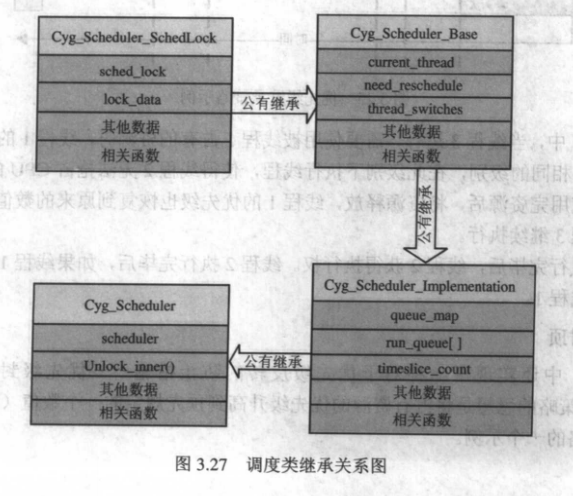 Cyg_Scheduler_SchedLock
sched_lock
lock_data
其他数据
相关函数
公有继承
Cyg_Scheduler_Base
current_thread
need_reschedule
thread_switches
其他数据
相关函数
公有继承
Cyg_Scheduler_Implementation
queue_map
run_queue[ ]
timeslice_count
其他数据
相关函数
公有继承
Cyg_Scheduler
scheduler
Unlock_inner()
其他数据
相关函数
图 3.27 调度类继承关系图